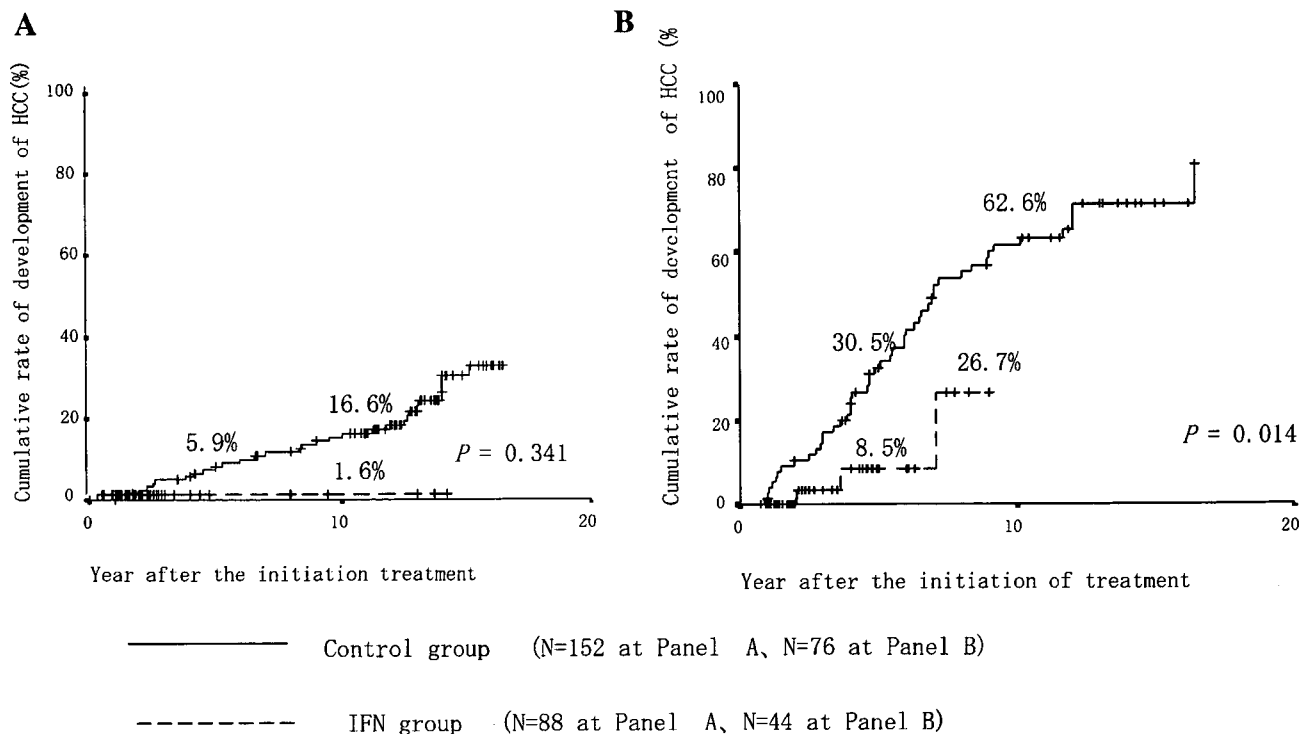 A
Cumulative rate of development of HCC(%)
100
80
60
40
20
0
5.9%
16.6%
1.6%
P = 0.341
0
10
20
Year after the initiation treatment
B
Cumulative rate of development of HCC (%
100
80
60
40
20
0
30.5%
62.6%
8.5%
26.7%
P = 0.014
0
10
20
Year after the initiation of treatment
Control group (N=152 at Panel A、N=76 at Panel B)
IFN group (N=88 at Panel A、N=44 at Panel B)